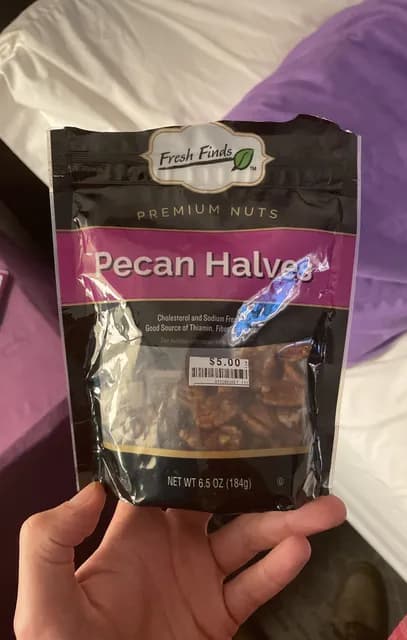 Fresh Finds
TM
PREMIUM NUTS
Pecan Halves
Cholesterol and Sodium Free
Good Source of Thiamin, Fiber
$5.00
NET WT 6.5 OZ (184g)